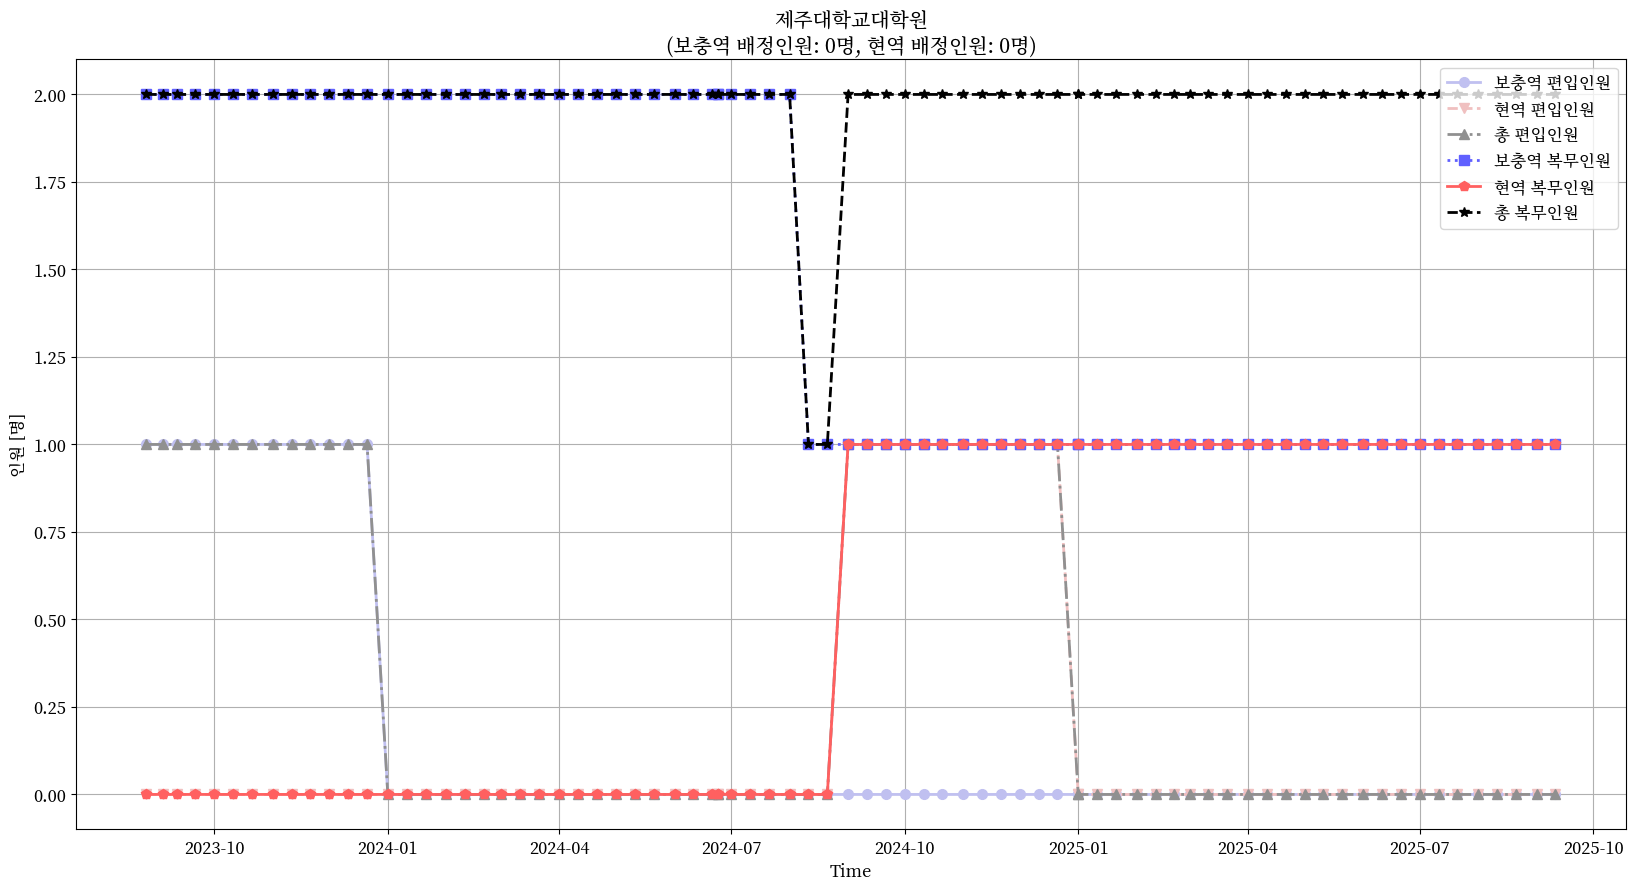 제주대학교대학원
(보충역 배정인원: 0명, 현역 배정인원: 0명)
2.00
1.75
1.50
1.25
1.00
0.75
0.50
0.25
0.00
인원 [명]
보충역 편입인원
현역 편입인원
총 편입인원
보충역 복무인원
현역 복무인원
총 복무인원
2023-10
2024-01
2024-04
2024-07
2024-10
2025-01
2025-04
2025-07
2025-10
Time